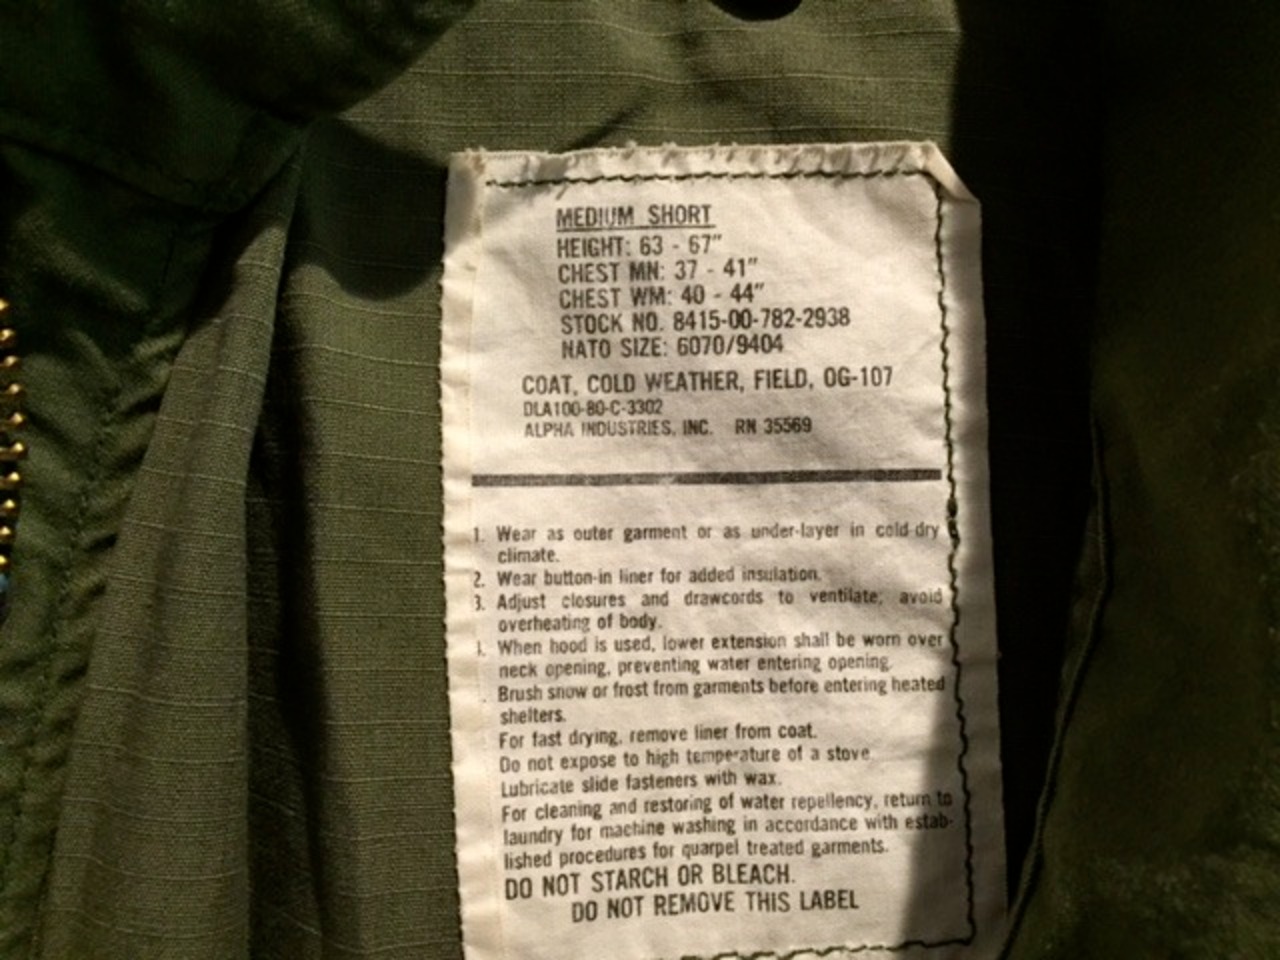 MEDIUM SHORT
HEIGHT: 63 - 67"
CHEST MN: 37 - 41"
CHEST WM: 40 - 44"
STOCK NO. 8415-00-782-2938
NATO SIZE: 6070/9404
COAT, COLD WEATHER, FIELD, OG-107
DLA100-80-C-3302
ALPHA INDUSTRIES, INC. RN 35569
1. Wear as outer garment or as under-layer in cold-dry
climate.
2. Wear button-in liner for added insulation.
3. Adjust closures and drawcords to ventilate; avoid
overheating of body.
When hood is used, lower extension shall be worn over
neck opening, preventing water entering opening.
Brush snow or frost from garments before entering heated
shelters.
For fast drying, remove liner from coat.
Do not expose to high temperature of a stove.
Lubricate slide fasteners with wax.
For cleaning and restoring of water repellency, return to
laundry for machine washing in accordance with estab-
lished procedures for quarpel treated garments.
DO NOT STARCH OR BLEACH.
DO NOT REMOVE THIS LABEL